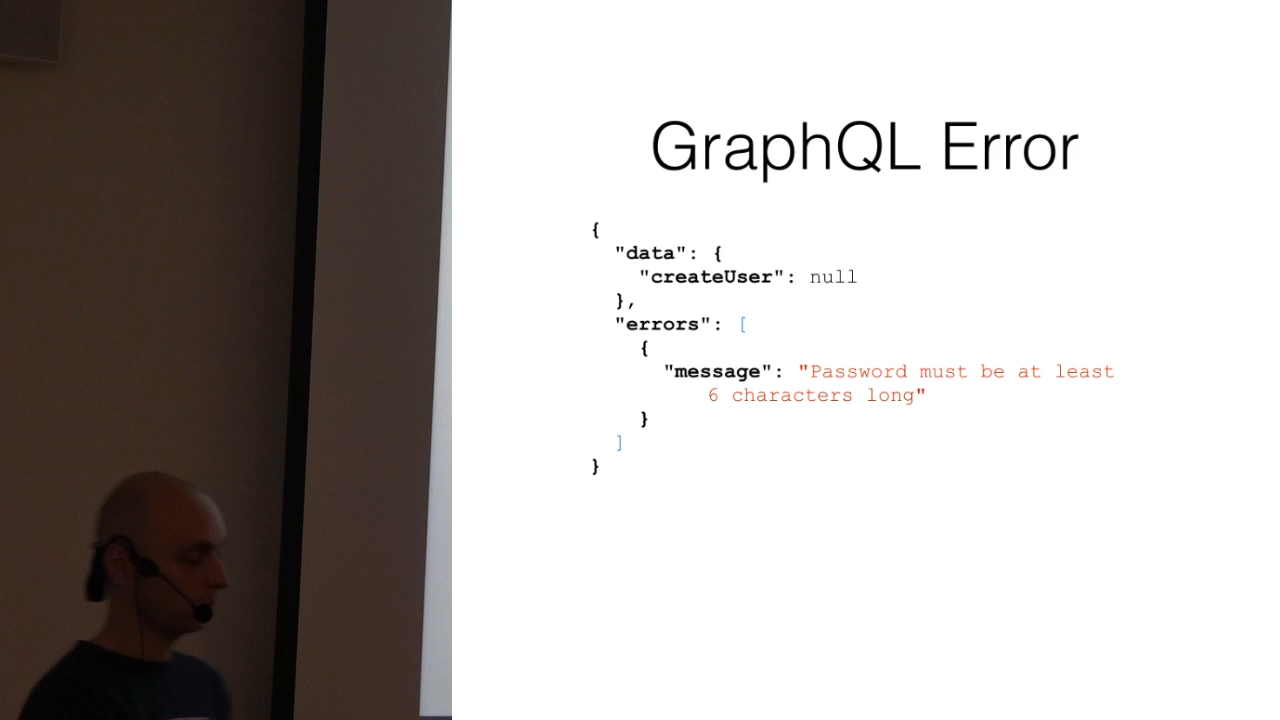 GraphQL Error
{
"data": {
"createUser": null
},
"errors": [
{
"message": "Password must be at least
6 characters long"
}
]
}